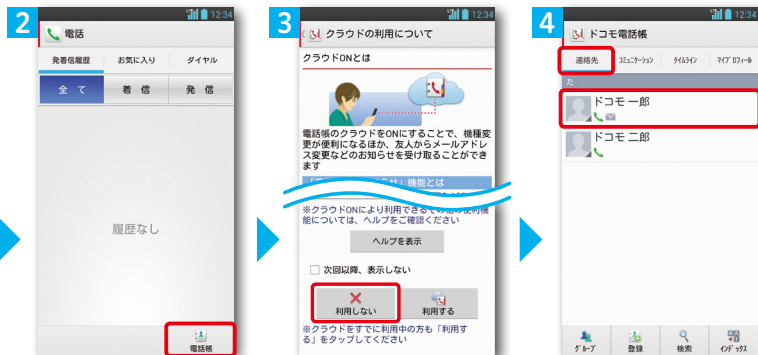 2
12:34
電話
発着信履歴 お気に入り ダイヤル
全 て 着 信 発 信
履歴なし
電話帳
3
12:34
クラウドの利用について
クラウドONとは
電話帳のクラウドをONにすることで、機種変
更が便利になるほか、友人からメールアドレ
ス変更などのお知らせを受け取ることができ
ます
」機能とは
※クラウドONにより利用できるその他の便利機
能については、ヘルプをご確認ください
ヘルプを表示
次回以降、表示しない
利用しない 利用する
※クラウドをすでに利用中の方も「利用す
る」をタップしてください
4
12:34
ドコモ電話帳
連絡先 コミュニケーション タイムライン マイプロフィール
た
ドコモ 一郎
ドコモ 二郎
グループ 登録 検索 インデックス